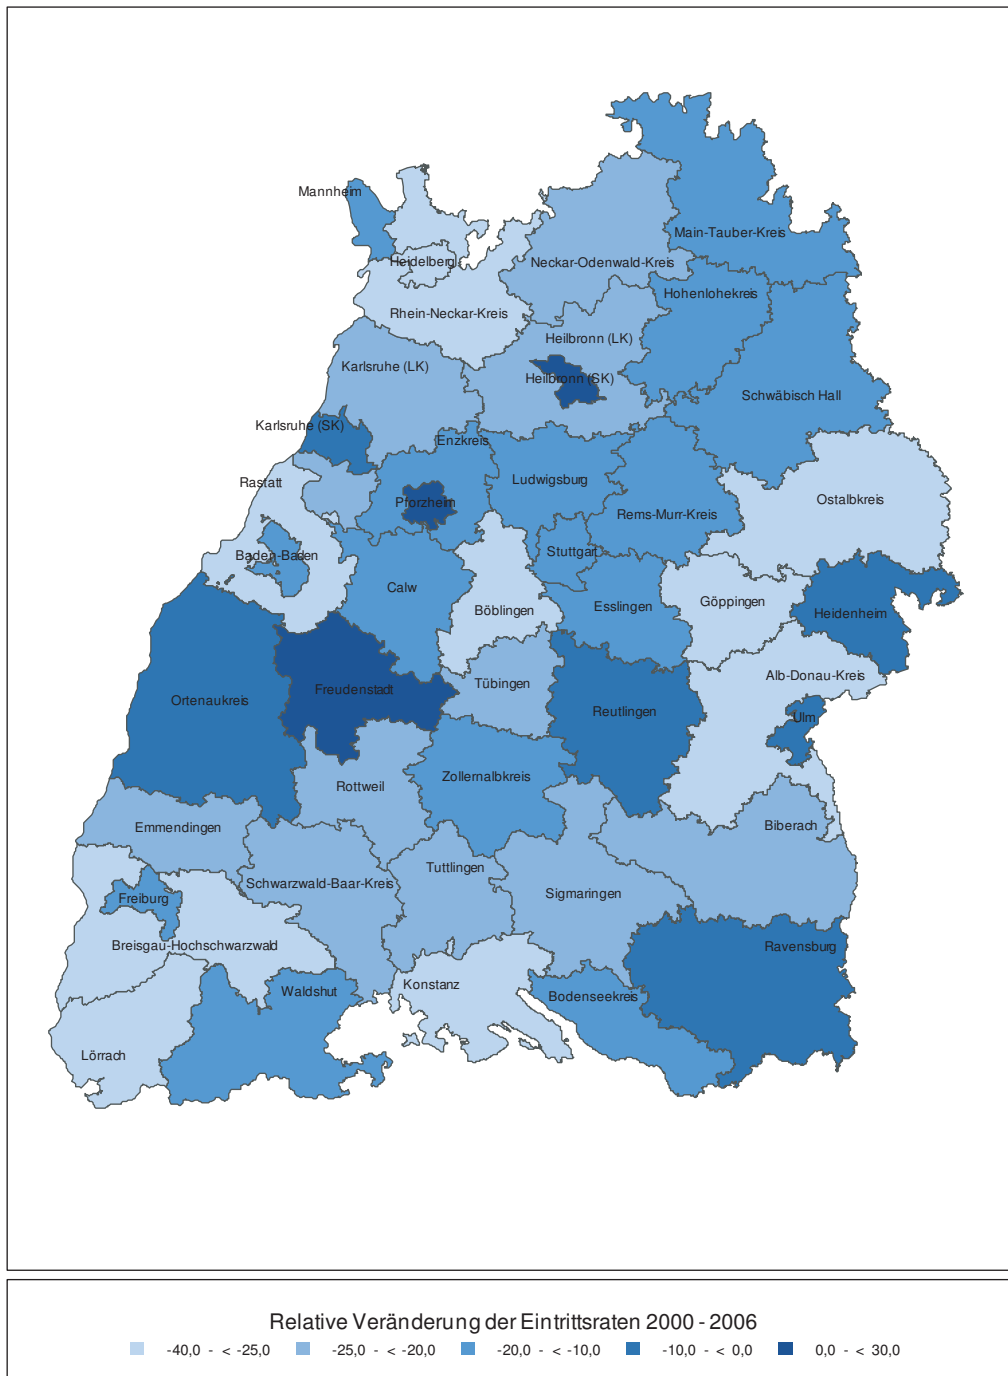 Mannheim
Main-Tauber-Kreis
Heidelberg
Neckar-Odenwald-Kreis
Hohenlohekreis
Rhein-Neckar-Kreis
Heilbronn (LK)
Karlsruhe (LK)
Heilbronn (SK)
Schwäbisch Hall
Karlsruhe (SK)
Enzkreis
Rastatt
Ludwigsburg
Ostalbkreis
Pforzheim
Rems-Murr-Kreis
Baden-Baden
Stuttgart
Calw
Göppingen
Böblingen
Esslingen
Heidenheim
Alb-Donau-Kreis
Tübingen
Freudenstadt
Ortenaukreis
Reutlingen
Ulm
Zollernalbkreis
Rottweil
Emmendingen
Biberach
Tuttlingen
Schwarzwald-Baar-Kreis
Sigmaringen
Freiburg
Breisgau-Hochschwarzwald
Ravensburg
Konstanz
Waldshut
Bodenseekreis
Lörrach
Relative Veränderung der Eintrittsraten 2000 - 2006
-40,0 - < -25,0 -25,0 - < -20,0 -20,0 - < -10,0 -10,0 - < 0,0 0,0 - < 30,0